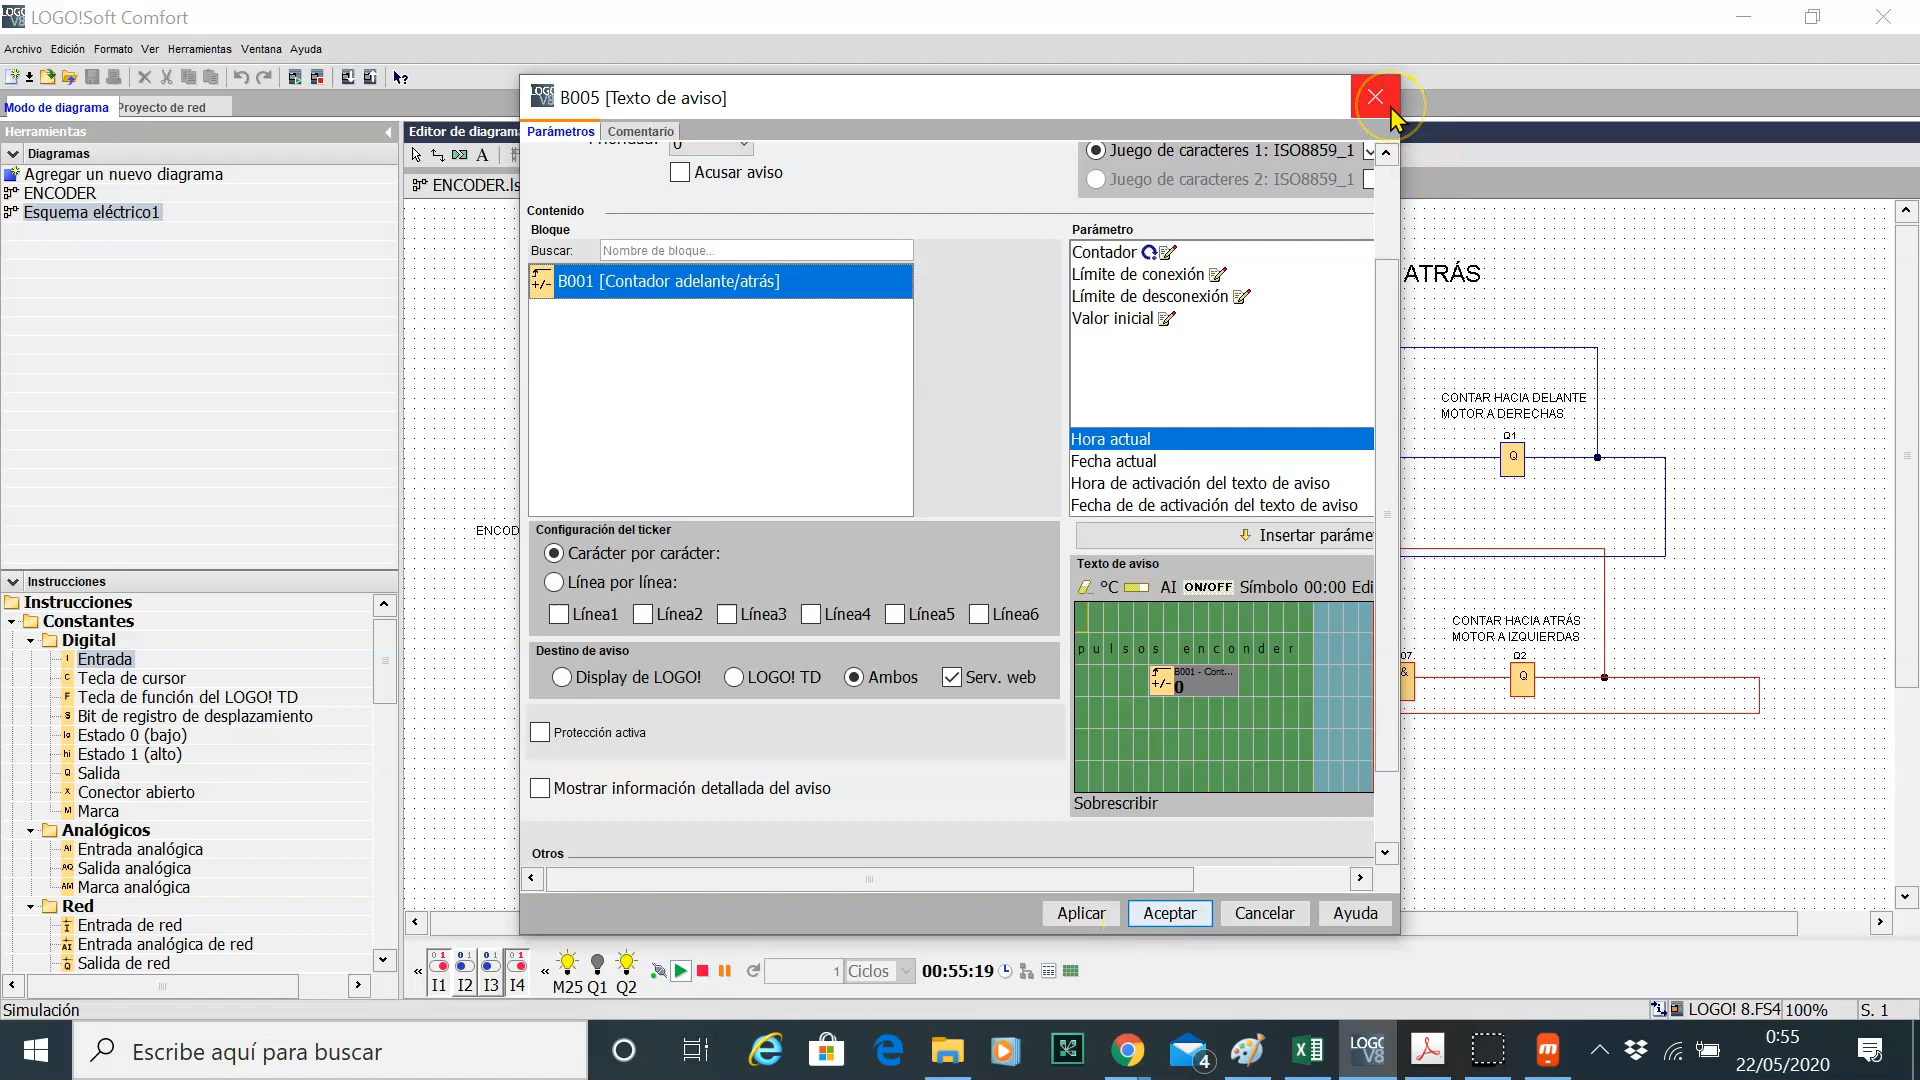 LOGO!Soft Comfort
Archivo Edición Formato Ver Herramientas Ventana Ayuda
Modo de diagrama Proyecto de red
Herramientas
Diagramas
Agregar un nuevo diagrama
ENCODER
Esquema eléctrico1
Instrucciones
Instrucciones
Constantes
Digital
Entrada
Tecla de cursor
Tecla de función del LOGO! TD
Bit de registro de desplazamiento
Estado 0 (bajo)
Estado 1 (alto)
Salida
Conector abierto
Marca
Analógicos
Entrada analógica
Salida analógica
Marca analógica
Red
Entrada de red
Entrada analógica de red
Salida de red
Simulación
Editor de diagrama
ENCODER.ls
ENCOD
B005 [Texto de aviso]
Parámetros Comentario
Prioridad: 0
Acusar aviso
Juego de caracteres 1: ISO8859_1
Juego de caracteres 2: ISO8859_1
Contenido
Bloque
Buscar: Nombre de bloque...
B001 [Contador adelante/atrás]
Parámetro
Contador
Límite de conexión
Límite de desconexión
Valor inicial
Hora actual
Fecha actual
Hora de activación del texto de aviso
Fecha de de activación del texto de aviso
Insertar paráme
Configuración del ticker
Carácter por carácter:
Línea por línea:
Línea1 Línea2 Línea3 Línea4 Línea5 Línea6
Destino de aviso
Display de LOGO! LOGO! TD Ambos Serv. web
Protección activa
Mostrar información detallada del aviso
Texto de aviso
°C AI ON/OFF Símbolo 00:00 Edi
pulsos enconder
B001 - Cont...
+/- 0
Sobrescribir
Otros
Aplicar Aceptar Cancelar Ayuda
ATRÁS
CONTAR HACIA DELANTE
MOTOR A DERECHAS
Q1
Q
CONTAR HACIA ATRÁS
MOTOR A IZQUIERDAS
07 Q2
& Q
I1 I2 I3 I4 M25 Q1 Q2
1 Ciclos 00:55:19
LOGO! 8.FS4 100% S. 1
Escribe aquí para buscar
4
0:55
22/05/2020